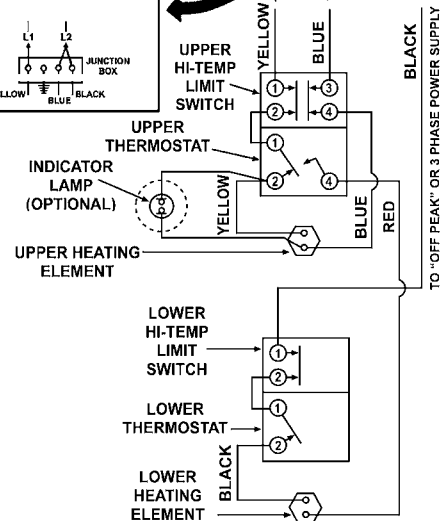 L1 L2
JUNCTION
BOX
LLOW BLUE BLACK
YELLOW
BLUE
BLACK
TO "OFF PEAK" OR 3 PHASE POWER SUPPLY
UPPER
HI-TEMP
LIMIT
SWITCH
1 3
2 4
UPPER
THERMOSTAT
1
2 4
INDICATOR
LAMP
(OPTIONAL)
YELLOW
BLUE
RED
UPPER HEATING
ELEMENT
LOWER
HI-TEMP
LIMIT
SWITCH
1
2
LOWER
THERMOSTAT
1
2
BLACK
LOWER
HEATING
ELEMENT